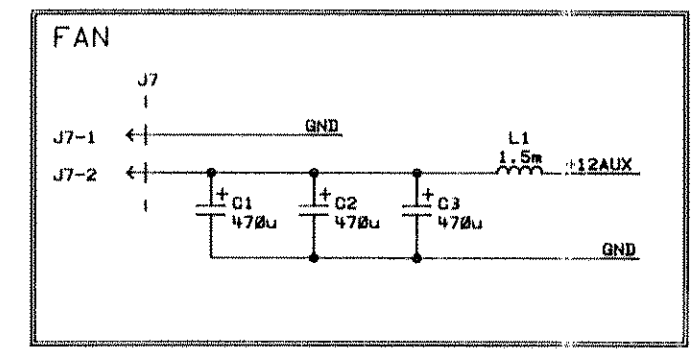 FAN
J7
J7-1 GND
L1
1.5m
J7-2 +12AUX
+ C1 + C2 + C3
470u 470u 470u
GND